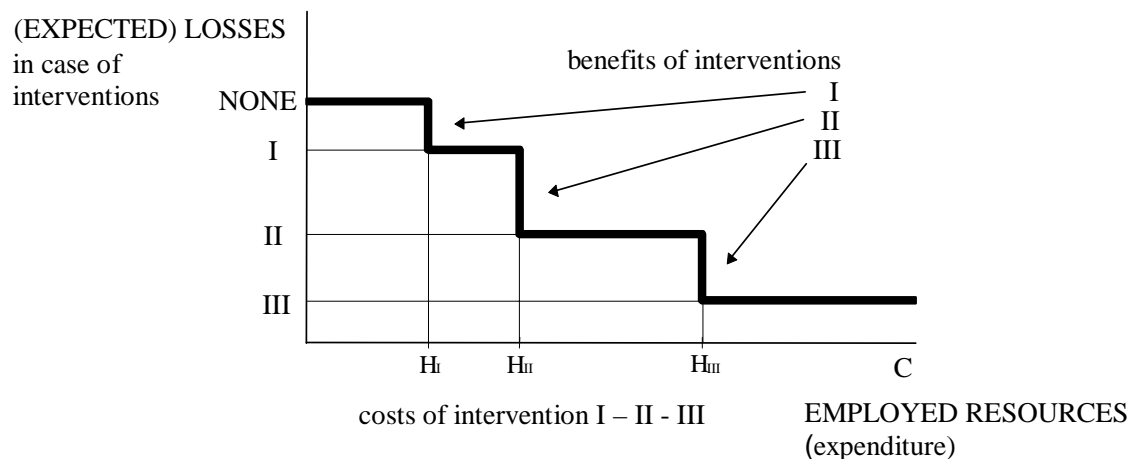 (EXPECTED) LOSSES
in case of
interventions
benefits of interventions
I
II
III
NONE
I
II
III
HI
HII
HIII
C
costs of intervention I – II - III
EMPLOYED RESOURCES
(expenditure)